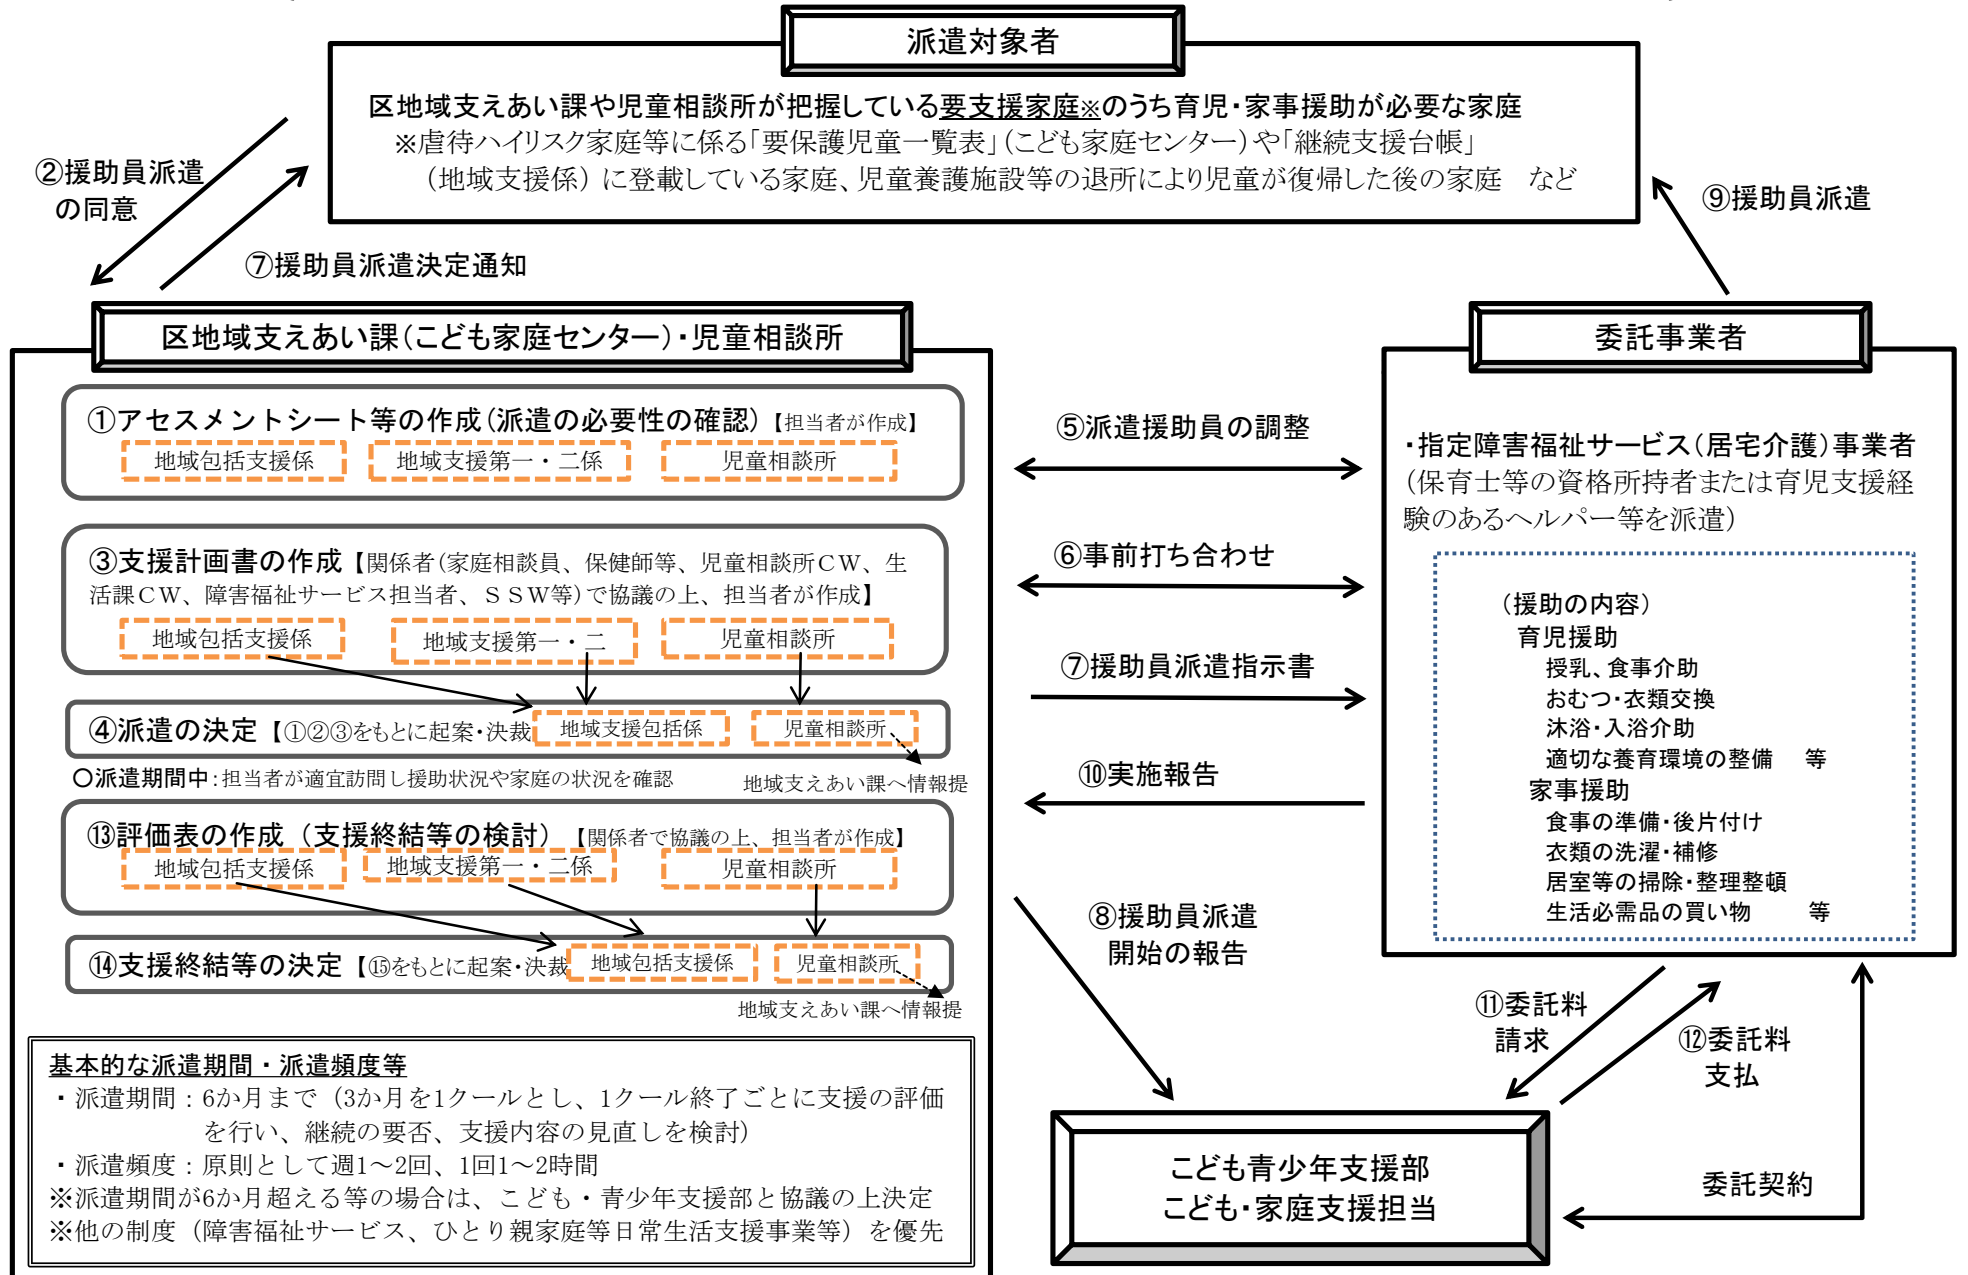 派遣対象者
区地域支えあい課や児童相談所が把握している要支援家庭※のうち育児・家事援助が必要な家庭
※虐待ハイリスク家庭等に係る「要保護児童一覧表」（こども家庭センター）や「継続支援台帳」
（地域支援係）に登載している家庭、児童養護施設等の退所により児童が復帰した後の家庭　など
②援助員派遣
の同意
⑦援助員派遣決定通知
⑨援助員派遣
区地域支えあい課（こども家庭センター）・児童相談所
①アセスメントシート等の作成（派遣の必要性の確認）【担当者が作成】
地域包括支援係　地域支援第一・二係　児童相談所
③支援計画書の作成【関係者（家庭相談員、保健師等、児童相談所ＣＷ、生
活課ＣＷ、障害福祉サービス担当者、ＳＳＷ等）で協議の上、担当者が作成】
地域包括支援係　地域支援第一・二　児童相談所
④派遣の決定【①②③をもとに起案・決裁　地域支援包括係　児童相談所
〇派遣期間中：担当者が適宜訪問し援助状況や家庭の状況を確認
地域支えあい課へ情報提
⑬評価表の作成（支援終結等の検討）【関係者で協議の上、担当者が作成】
地域包括支援係　地域支援第一・二係　児童相談所
⑭支援終結等の決定【⑮をもとに起案・決裁　地域包括支援係　児童相談所
地域支えあい課へ情報提
基本的な派遣期間・派遣頻度等
・派遣期間：6か月まで（3か月を1クールとし、1クール終了ごとに支援の評価
を行い、継続の要否、支援内容の見直しを検討）
・派遣頻度：原則として週1～2回、1回1～2時間
※派遣期間が6か月超える等の場合は、こども・青少年支援部と協議の上決定
※他の制度（障害福祉サービス、ひとり親家庭等日常生活支援事業等）を優先
⑤派遣援助員の調整
⑥事前打ち合わせ
⑦援助員派遣指示書
⑩実施報告
⑧援助員派遣
開始の報告
委託事業者
・指定障害福祉サービス（居宅介護）事業者
（保育士等の資格所持者または育児支援経
験のあるヘルパー等を派遣）
（援助の内容）
育児援助
授乳、食事介助
おむつ・衣類交換
沐浴・入浴介助
適切な養育環境の整備　等
家事援助
食事の準備・後片付け
衣類の洗濯・補修
居室等の掃除・整理整頓
生活必需品の買い物　等
⑪委託料
請求
⑫委託料
支払
委託契約
こども青少年支援部
こども・家庭支援担当